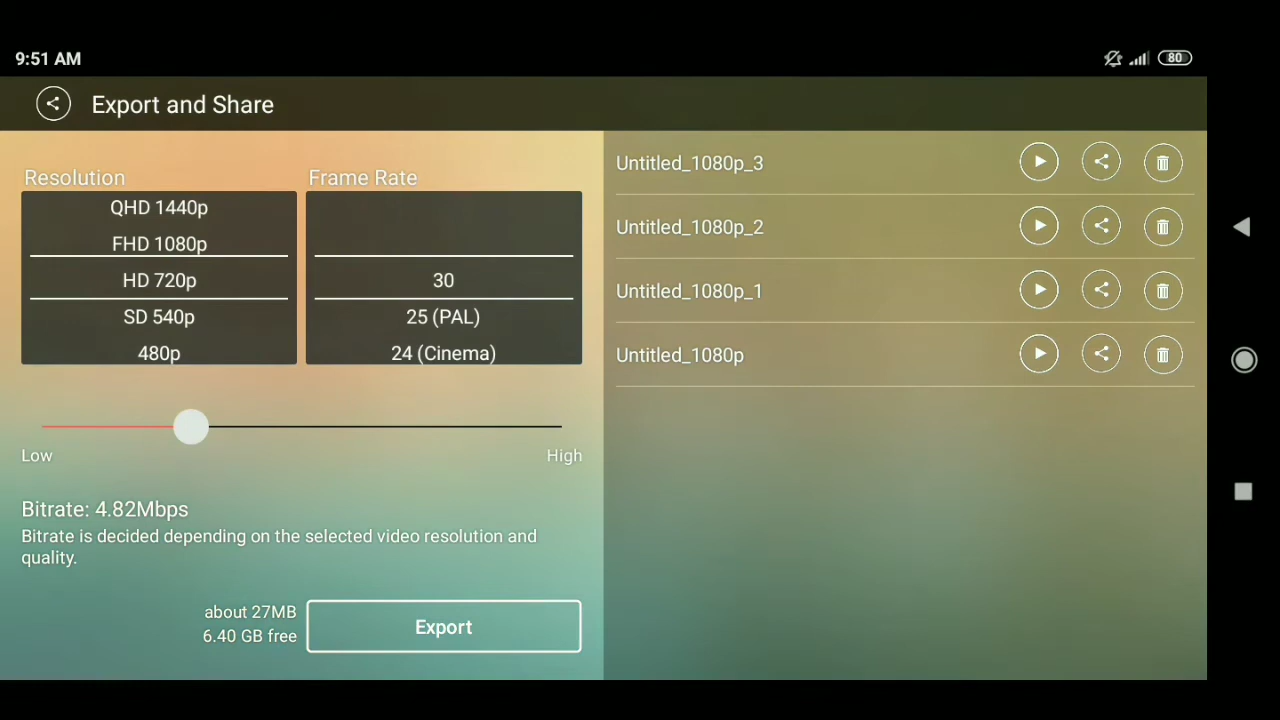 9:51 AM
80
Export and Share
Resolution
Frame Rate
QHD 1440p
FHD 1080p
HD 720p
SD 540p
480p
30
25 (PAL)
24 (Cinema)
Low
High
Bitrate: 4.82Mbps
Bitrate is decided depending on the selected video resolution and
quality.
about 27MB
6.40 GB free
Export
Untitled_1080p_3
Untitled_1080p_2
Untitled_1080p_1
Untitled_1080p